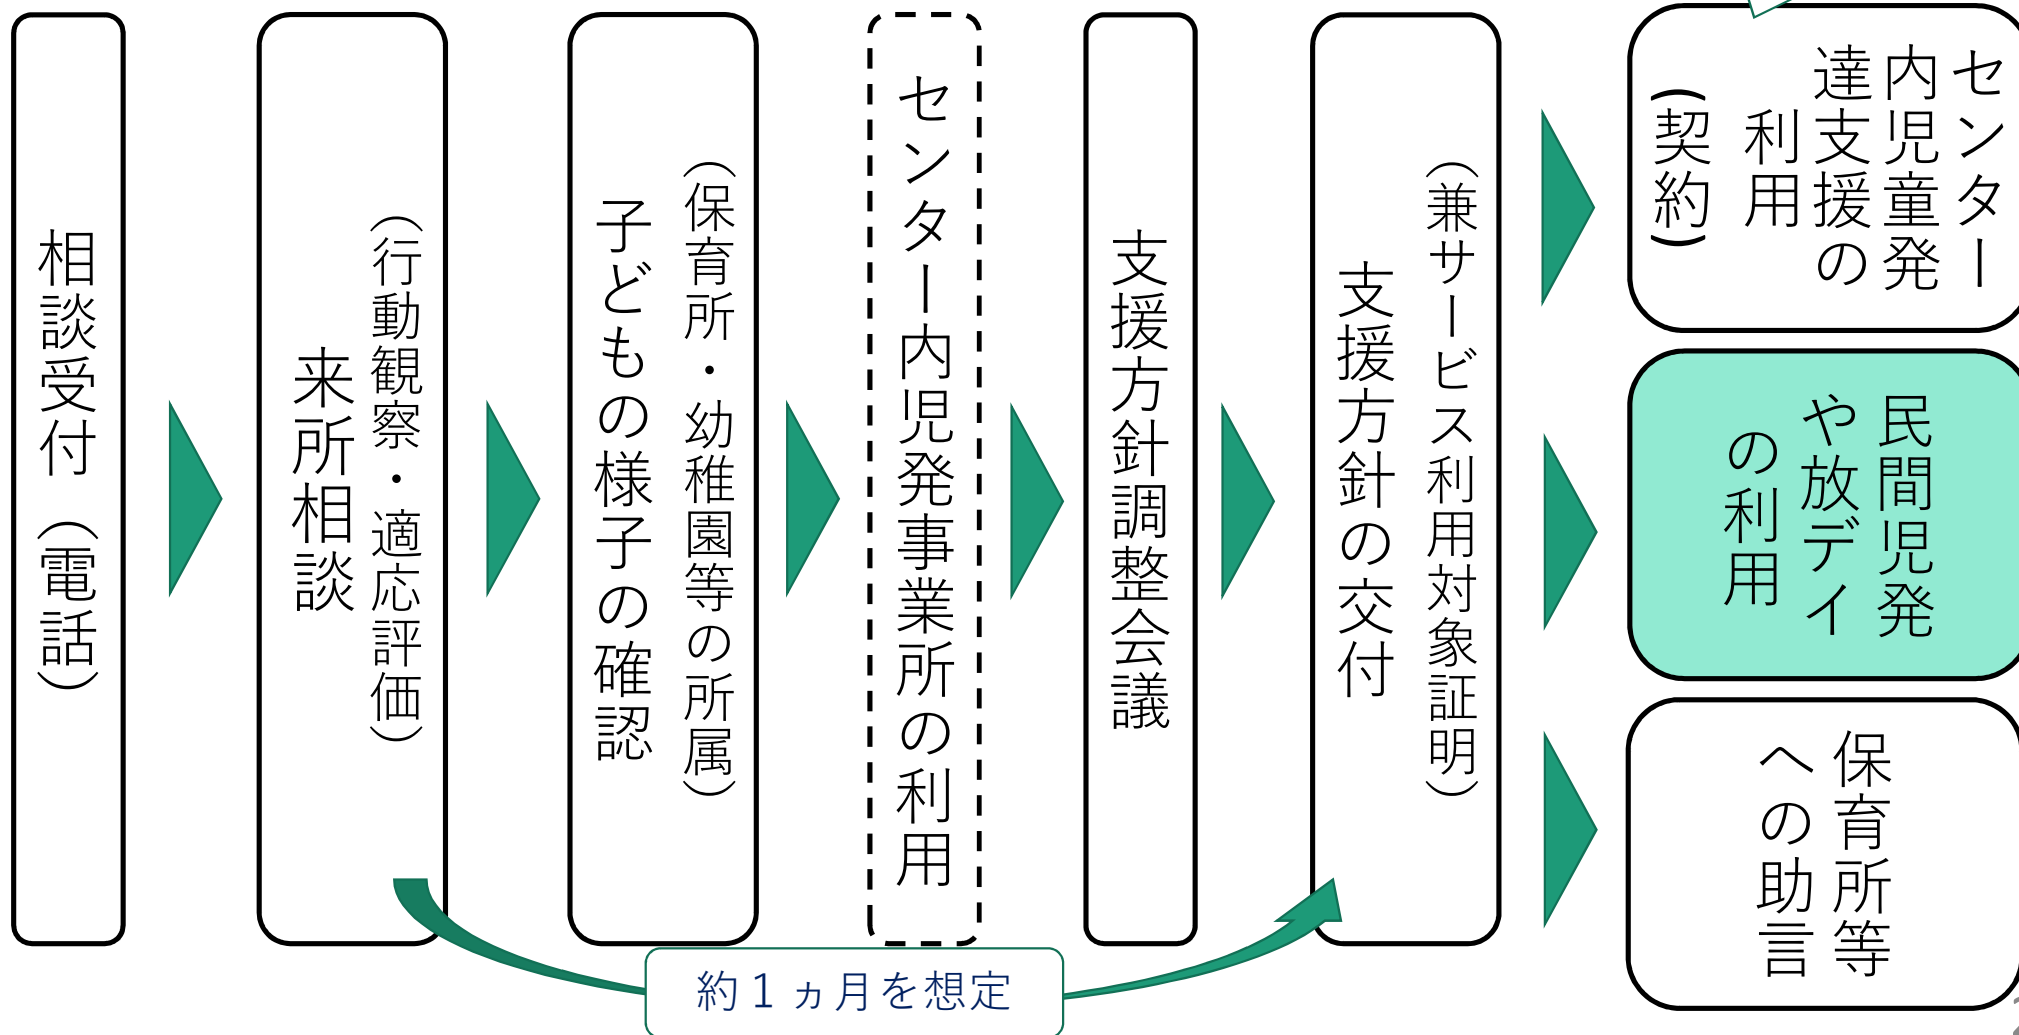 相談受付（電話）
来所相談
（行動観察・適応評価）
子どもの様子の確認
（保育所・幼稚園等の所属）
センター内児発事業所の利用
支援方針調整会議
支援方針の交付
（兼サービス利用対象証明）
センター
内児童発
達支援の
利用
（契約）
民間児発
や放デイ
の利用
保育所等
への助言
約１ヵ月を想定